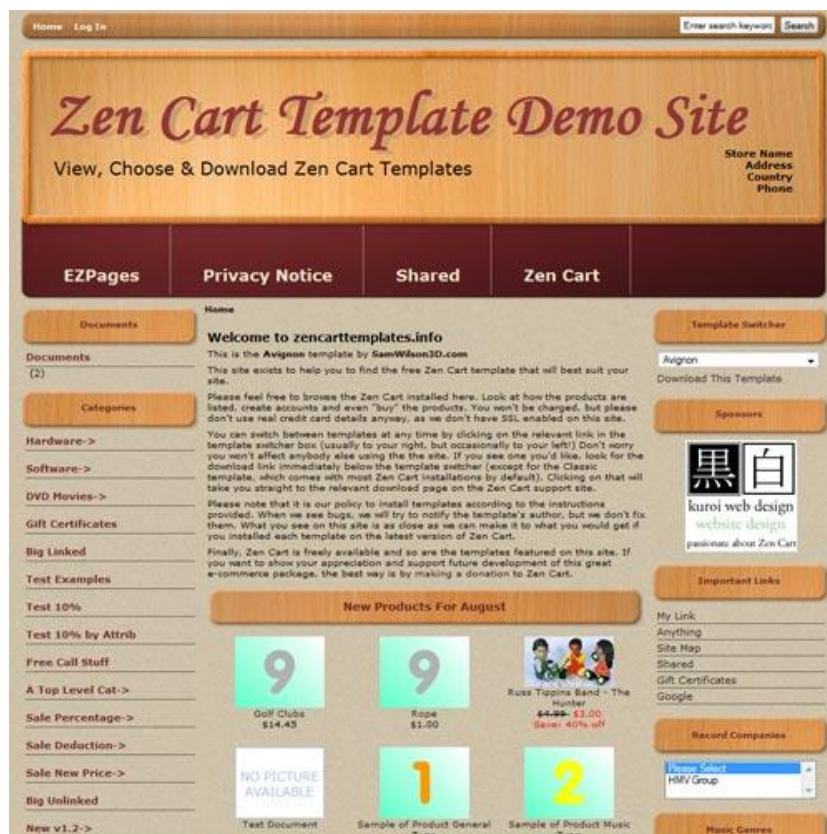 Home Log In
Enter search keyword Search
Zen Cart Template Demo Site
View, Choose & Download Zen Cart Templates
Store Name
Address
Country
Phone
EZPages Privacy Notice Shared Zen Cart
Documents
Documents
(2)
Categories
Hardware->
Software->
DVD Movies->
Gift Certificates
Big Linked
Test Examples
Test 10%
Test 10% by Attrib
Free Call Stuff
A Top Level Cat->
Sale Percentage->
Sale Deduction->
Sale New Price->
Big Unlinked
New v1.2->
Home
Welcome to zencarttemplates.info
This is the Avignon template by SamWilson3D.com
This site exists to help you to find the free Zen Cart template that will best suit your
site.
Please feel free to browse the Zen Cart installed here. Look at how the products are
listed, create accounts and even "buy" the products. You won't be charged, but please
don't use real credit card details anyway, as we don't have SSL enabled on this site.
You can switch between templates at any time by clicking on the relevant link in the
template switcher box (usually to your right, but occasionally to your left!) Don't worry
you won't affect anybody else using the the site. If you see one you'd like, look for the
download link immediately below the template switcher (except for the Classic
template, which comes with most Zen Cart installations by default). Clicking on that will
take you straight to the relevant download page on the Zen Cart support site.
Please note that it is our policy to install templates according to the instructions
provided. When we see bugs, we will try to notify the template's author, but we don't fix
them. What you see on this site is as close as we can make it to what you would get if
you installed each template on the latest version of Zen Cart.
Finally, Zen Cart is freely available and so are the templates featured on this site. If
you want to show your appreciation and support future development of this great
e-commerce package, the best way is by making a donation to Zen Cart.
New Products For August
9
Golf Clubs
$14.45
9
Rope
$1.00
Russ Tippins Band - The
Hunter
$4.99 $3.00
Save: 40% off
NO PICTURE
AVAILABLE
Test Document
1
Sample of Product General
2
Sample of Product Music
Template Switcher
Avignon
Download This Template
Sponsors
黒 白
kuroi web design
website design
passionate about Zen Cart
Important Links
My Link
Anything
Site Map
Shared
Gift Certificates
Google
Record Companies
Please Select
HMV Group
Music Genres